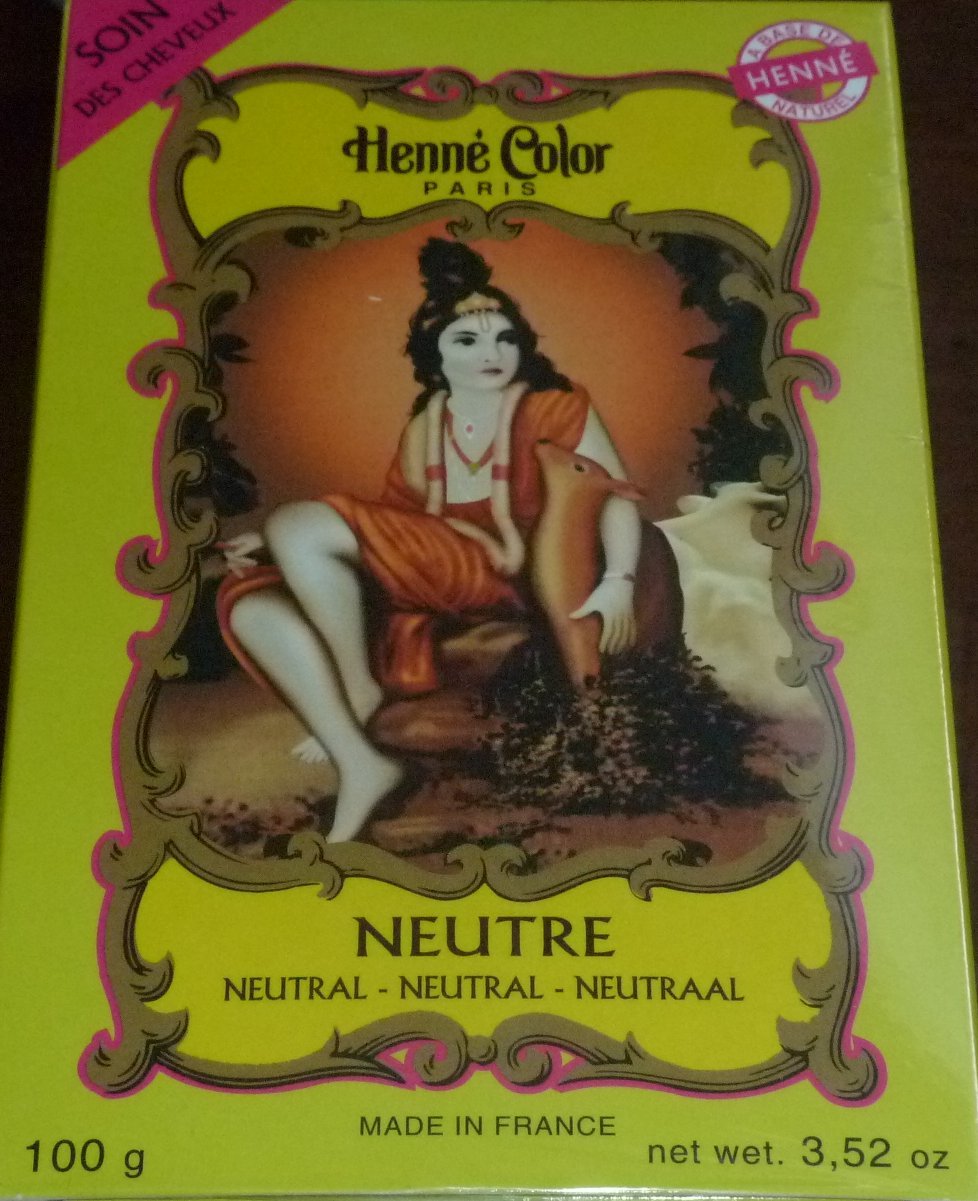 SOIN
DES CHEVEUX
A BASE DE
HENNÉ
NATUREL
Henné Color
PARIS
NEUTRE
NEUTRAL - NEUTRAL - NEUTRAAL
MADE IN FRANCE
100 g
net wet. 3,52 oz